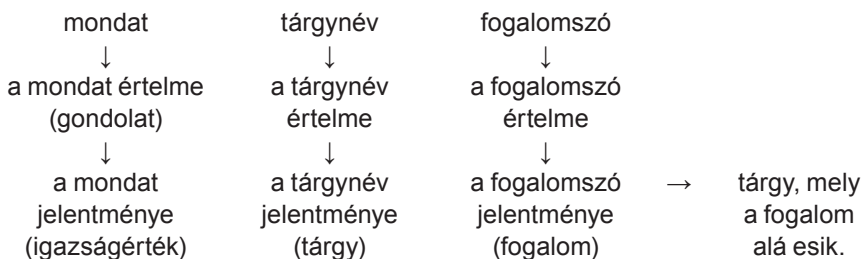 mondat tárgynév fogalomszó
↓ ↓ ↓
a mondat értelme a tárgynév a fogalomszó
(gondolat) értelme értelme
↓ ↓ ↓
a mondat a tárgynév a fogalomszó → tárgy, mely
jelentménye jelentménye jelentménye a fogalom
(igazságérték) (tárgy) (fogalom) alá esik.